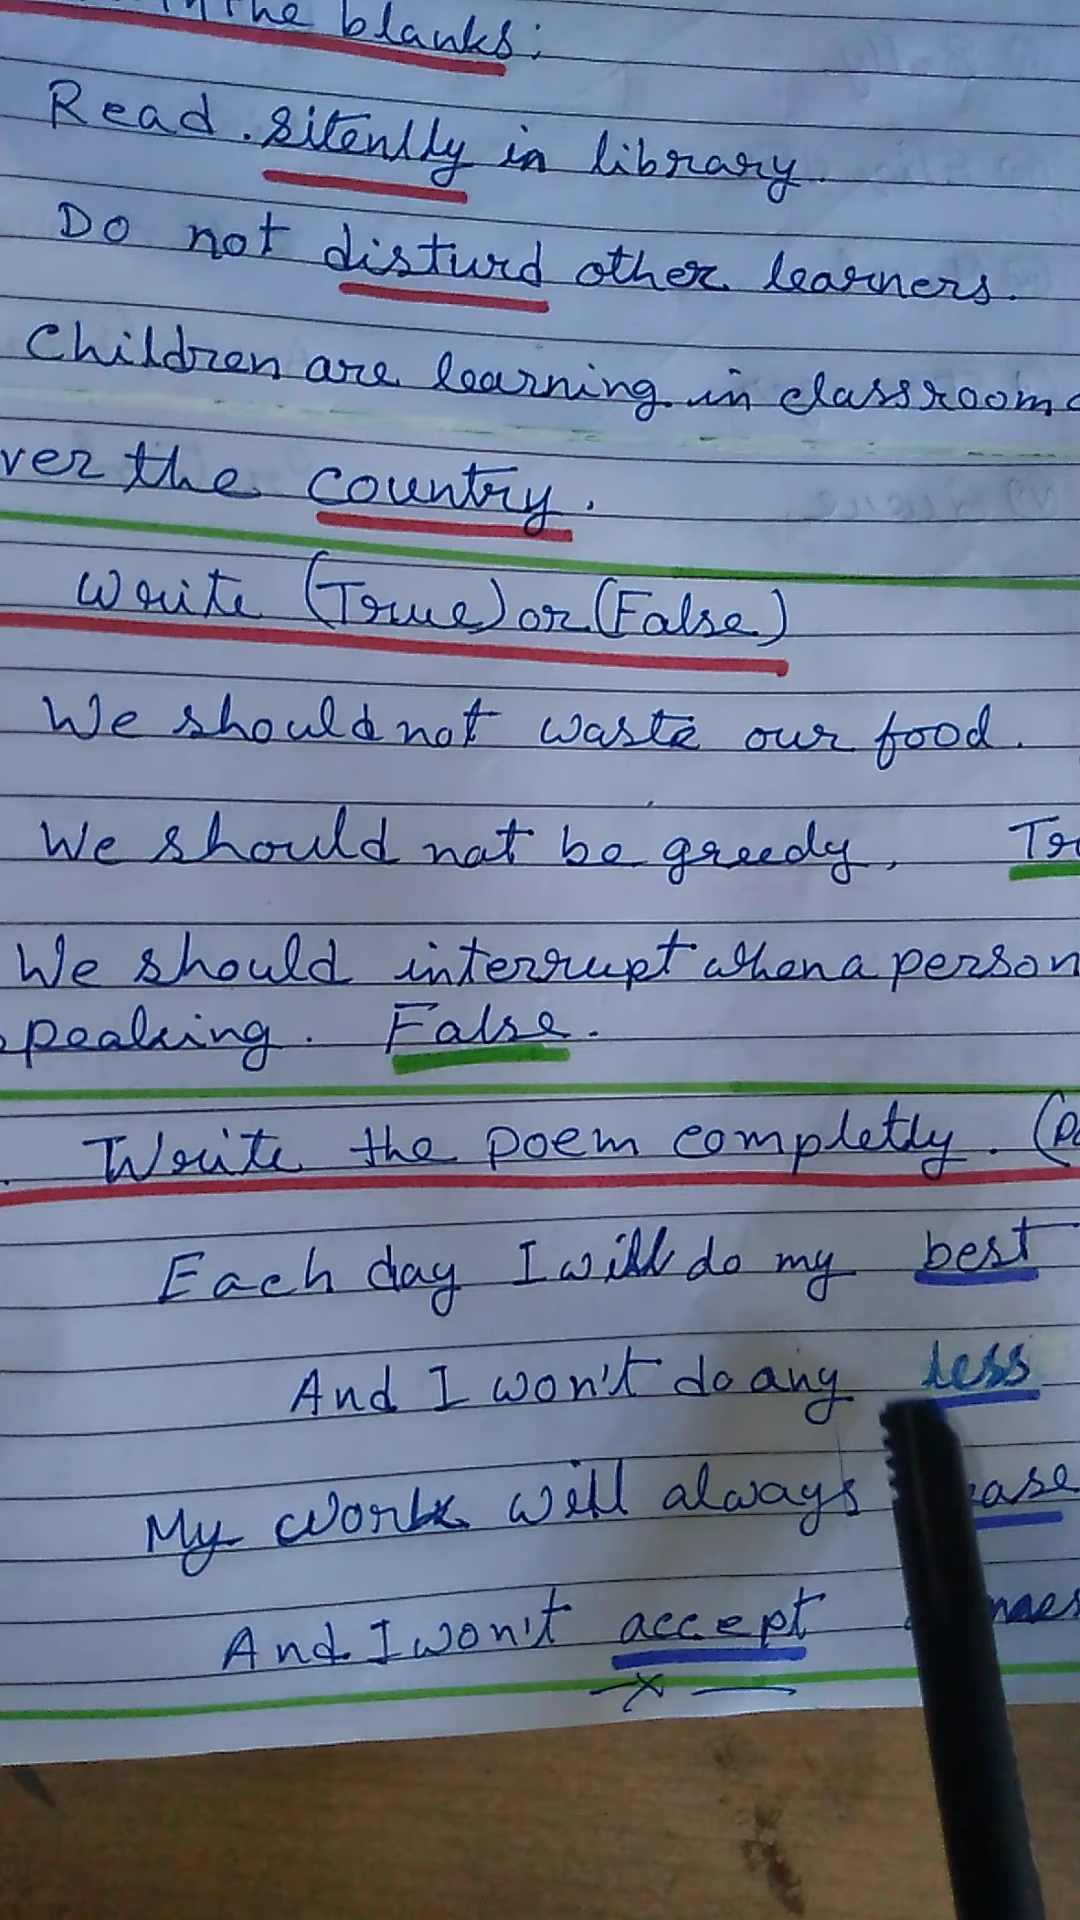 the blanks:
Read. sitenlly in library.
Do not disturd other learners.
Children are learning in classroom
ver the country.
Write (True) or (False)
We should not waste our food.
We should nat be greedy,
We should interrupt when a person
speaking. False.
Write the poem completly.
Each day I will do my best
And I won't do any less
My work will always
And I won't accept